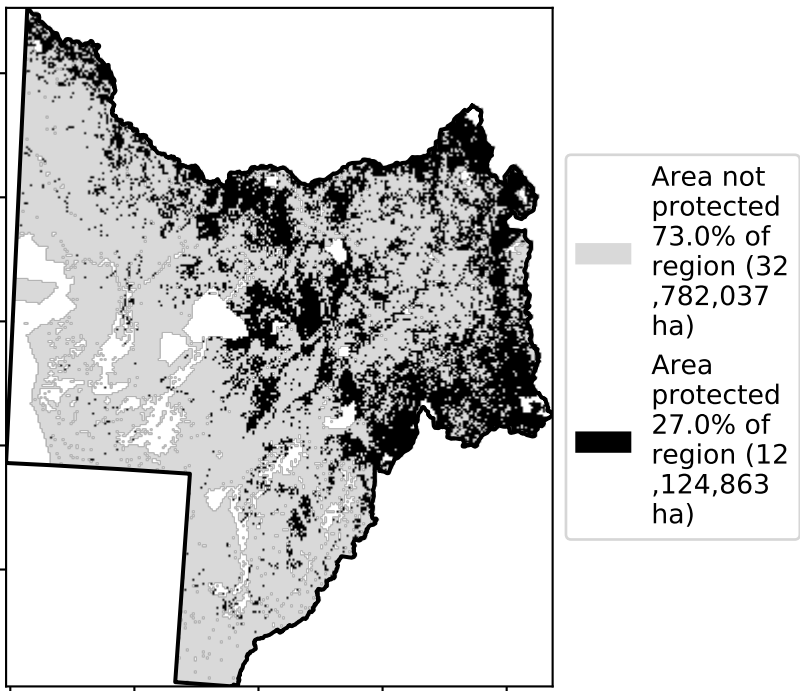 Area not
protected
73.0% of
region (32
,782,037
ha)
Area
protected
27.0% of
region (12
,124,863
ha)